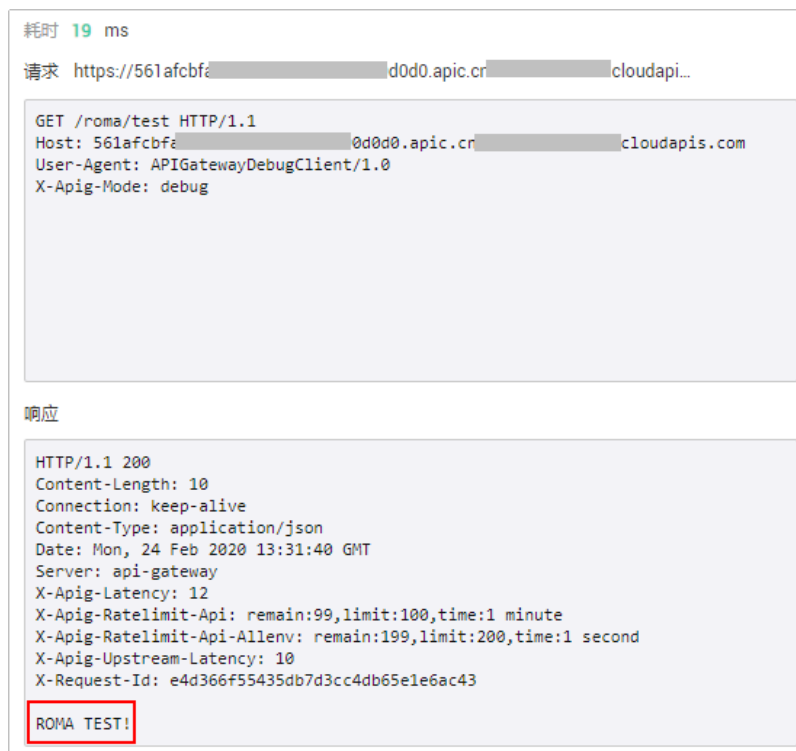 耗时 19 ms
请求 https://561afcbfa d0d0.apic.cn cloudapi...
GET /roma/test HTTP/1.1
Host: 561afcbfa 0d0d0.apic.cn cloudapis.com
User-Agent: APIGatewayDebugClient/1.0
X-Apig-Mode: debug
响应
HTTP/1.1 200
Content-Length: 10
Connection: keep-alive
Content-Type: application/json
Date: Mon, 24 Feb 2020 13:31:40 GMT
Server: api-gateway
X-Apig-Latency: 12
X-Apig-Ratelimit-Api: remain:99,limit:100,time:1 minute
X-Apig-Ratelimit-Api-Allenv: remain:199,limit:200,time:1 second
X-Apig-Upstream-Latency: 10
X-Request-Id: e4d366f55435db7d3cc4db65e1e6ac43
ROMA TEST!